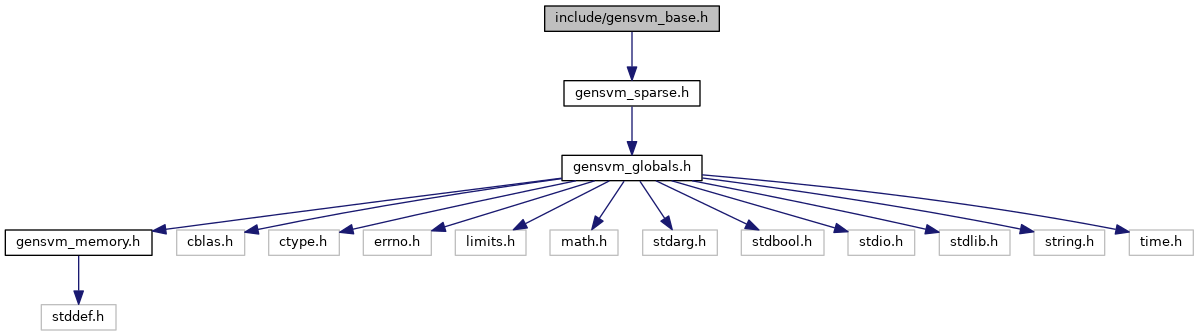 include/gensvm_base.h
gensvm_sparse.h
gensvm_globals.h
gensvm_memory.h
cblas.h
ctype.h
errno.h
limits.h
math.h
stdarg.h
stdbool.h
stdio.h
stdlib.h
string.h
time.h
stddef.h